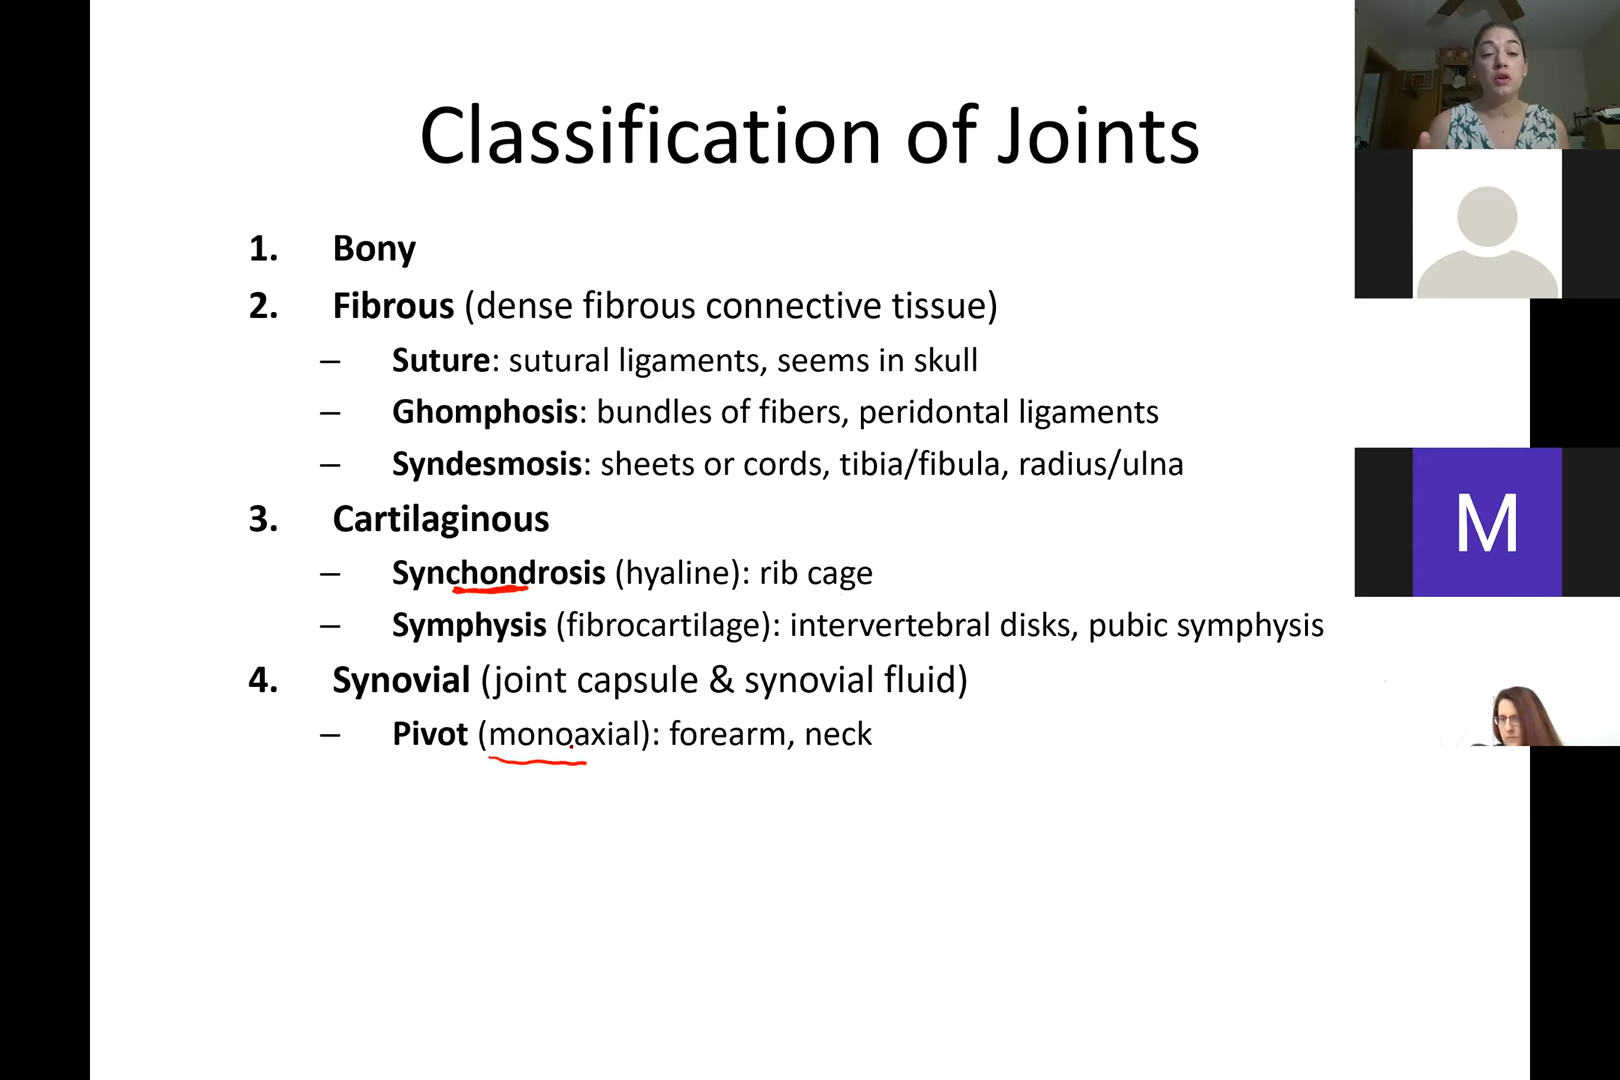 Classification of Joints
1. Bony
2. Fibrous (dense fibrous connective tissue)
– Suture: sutural ligaments, seems in skull
– Ghomphosis: bundles of fibers, peridontal ligaments
– Syndesmosis: sheets or cords, tibia/fibula, radius/ulna
3. Cartilaginous
– Synchondrosis (hyaline): rib cage
– Symphysis (fibrocartilage): intervertebral disks, pubic symphysis
4. Synovial (joint capsule & synovial fluid)
– Pivot (monoaxial): forearm, neck
M